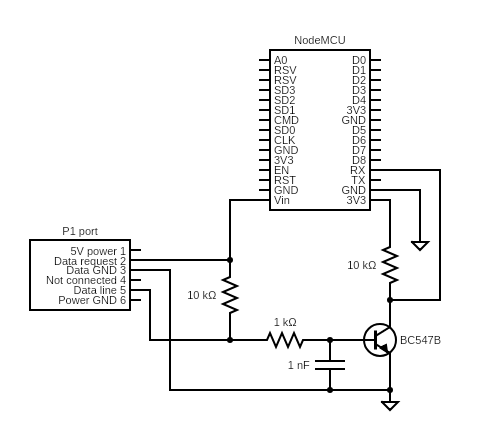 NodeMCU
A0 D0
RSV D1
RSV D2
SD3 D3
SD2 D4
SD1 3V3
CMD GND
SD0 D5
CLK D6
GND D7
3V3 D8
EN RX
RST TX
GND GND
Vin 3V3
P1 port
5V power 1
Data request 2
Data GND 3
Not connected 4
Data line 5
Power GND 6
10 kΩ
10 kΩ
1 kΩ
1 nF
BC547B